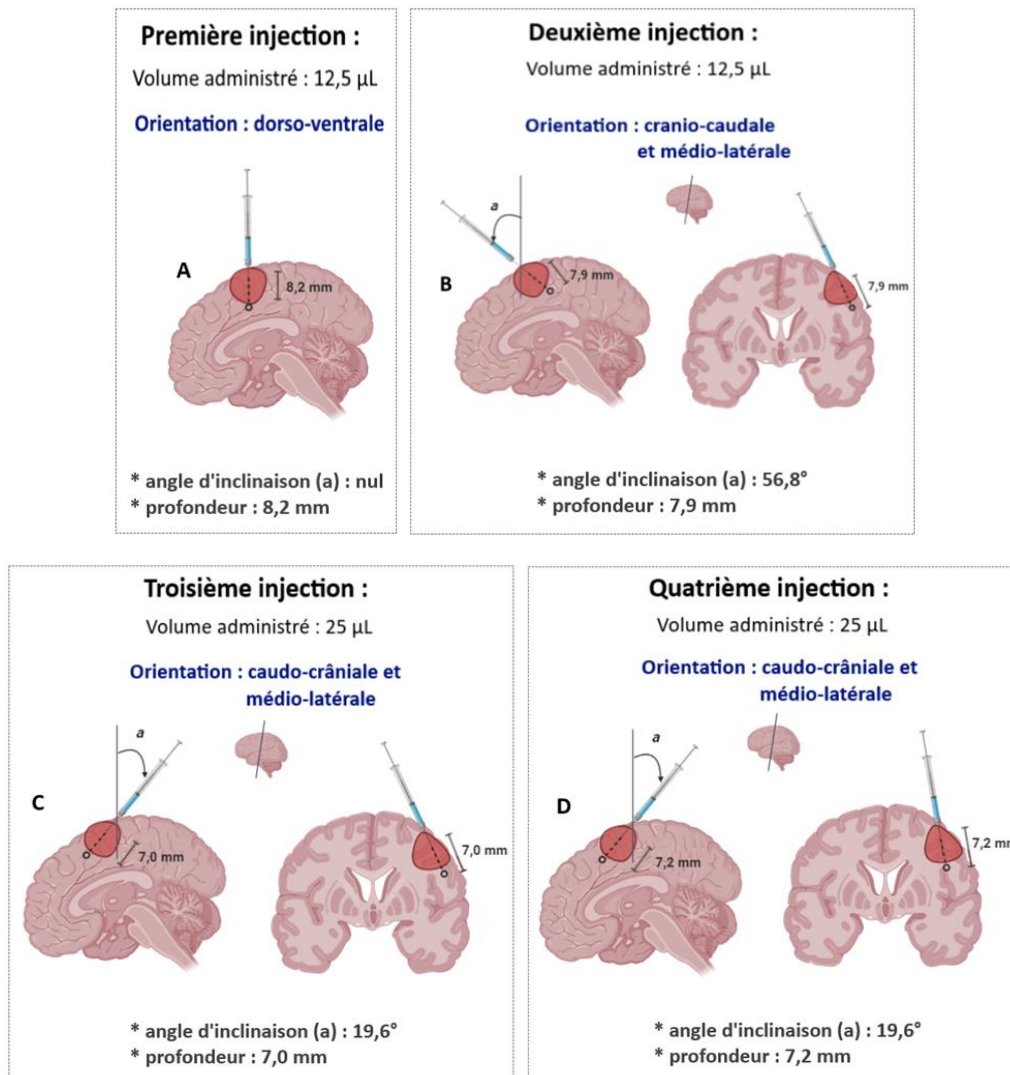 Première injection :
Volume administré : 12,5 µL
Orientation : dorso-ventrale
A
8,2 mm
* angle d'inclinaison (a) : nul
* profondeur : 8,2 mm
Deuxième injection :
Volume administré : 12,5 µL
Orientation : cranio-caudale
et médio-latérale
a
B
7,9 mm
7,9 mm
* angle d'inclinaison (a) : 56,8°
* profondeur : 7,9 mm
Troisième injection :
Volume administré : 25 µL
Orientation : caudo-crâniale et
médio-latérale
a
C
7,0 mm
7,0 mm
* angle d'inclinaison (a) : 19,6°
* profondeur : 7,0 mm
Quatrième injection :
Volume administré : 25 µL
Orientation : caudo-crâniale et
médio-latérale
a
D
7,2 mm
7,2 mm
* angle d'inclinaison (a) : 19,6°
* profondeur : 7,2 mm